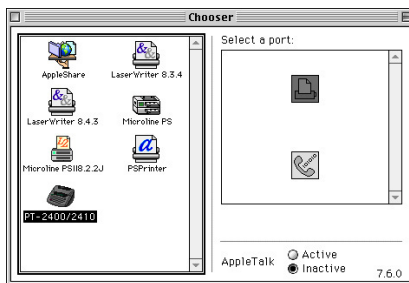 Chooser
AppleShare
LaserWriter 8.3.4
LaserWriter 8.4.3
Microline PS
Microline PSII8.2.2J
PSPrinter
PT-2400/2410
Select a port:
AppleTalk
Active
Inactive
7.6.0